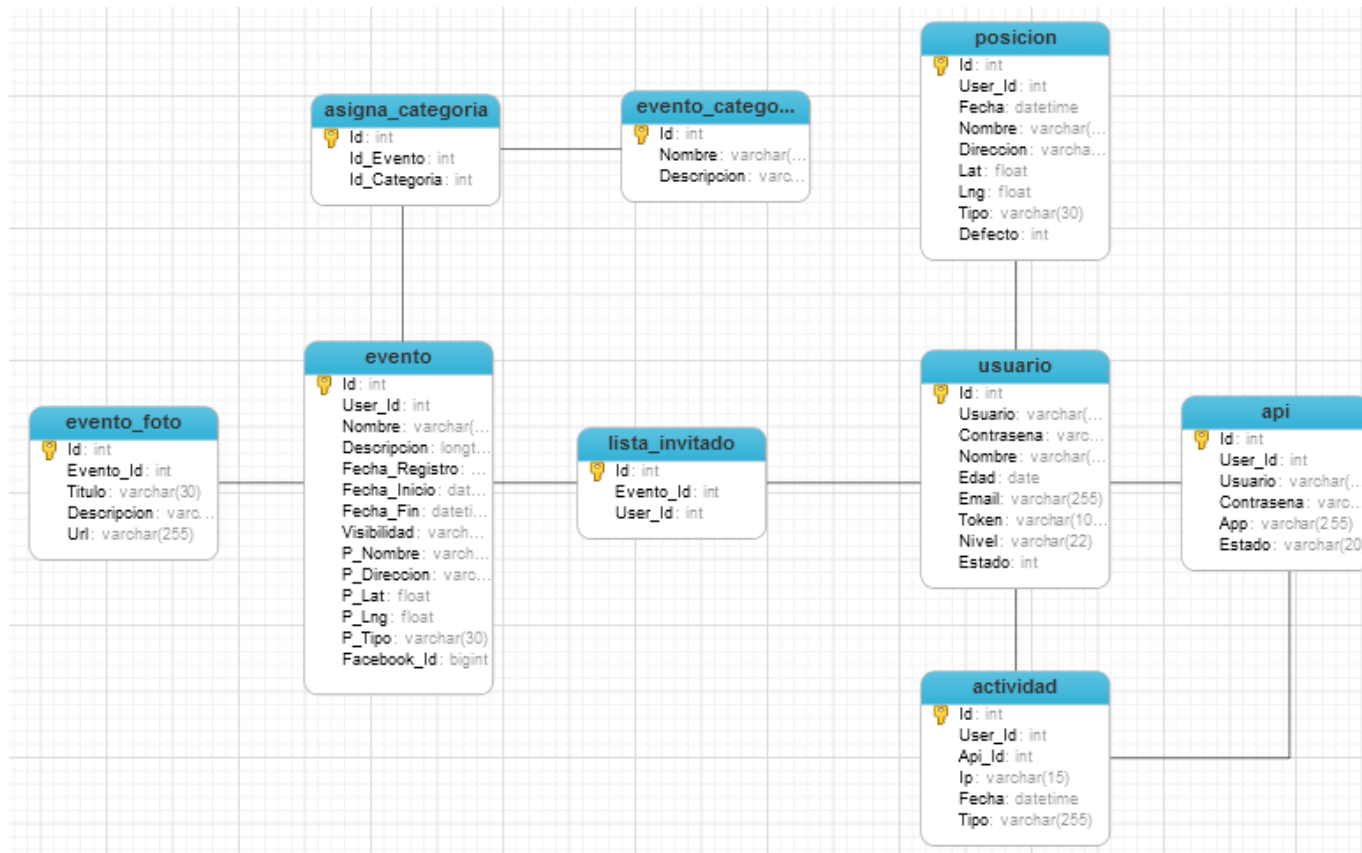 posicion
Id: int
User_Id: int
Fecha: datetime
Nombre: varchar(...
Direccion: varcha...
Lat: float
Lng: float
Tipo: varchar(30)
Defecto: int
asigna_categoria
Id: int
Id_Evento: int
Id_Categoria: int
evento_catego...
Id: int
Nombre: varchar(...
Descripcion: varc...
evento
Id: int
User_Id: int
Nombre: varchar(...
Descripcion: longt...
Fecha_Registro: ...
Fecha_Inicio: dat...
Fecha_Fin: dateti...
Visibilidad: varch...
P_Nombre: varch...
P_Direccion: varc...
P_Lat: float
P_Lng: float
P_Tipo: varchar(30)
Facebook_Id: bigint
usuario
Id: int
Usuario: varchar(...
Contrasena: varc...
Nombre: varchar(...
Edad: date
Email: varchar(255)
Token: varchar(10...
Nivel: varchar(22)
Estado: int
api
Id: int
User_Id: int
Usuario: varchar(...
Contrasena: varc...
App: varchar(255)
Estado: varchar(20
evento_foto
Id: int
Evento_Id: int
Titulo: varchar(30)
Descripcion: varc...
Url: varchar(255)
lista_invitado
Id: int
Evento_Id: int
User_Id: int
actividad
Id: int
User_Id: int
Api_Id: int
Ip: varchar(15)
Fecha: datetime
Tipo: varchar(255)